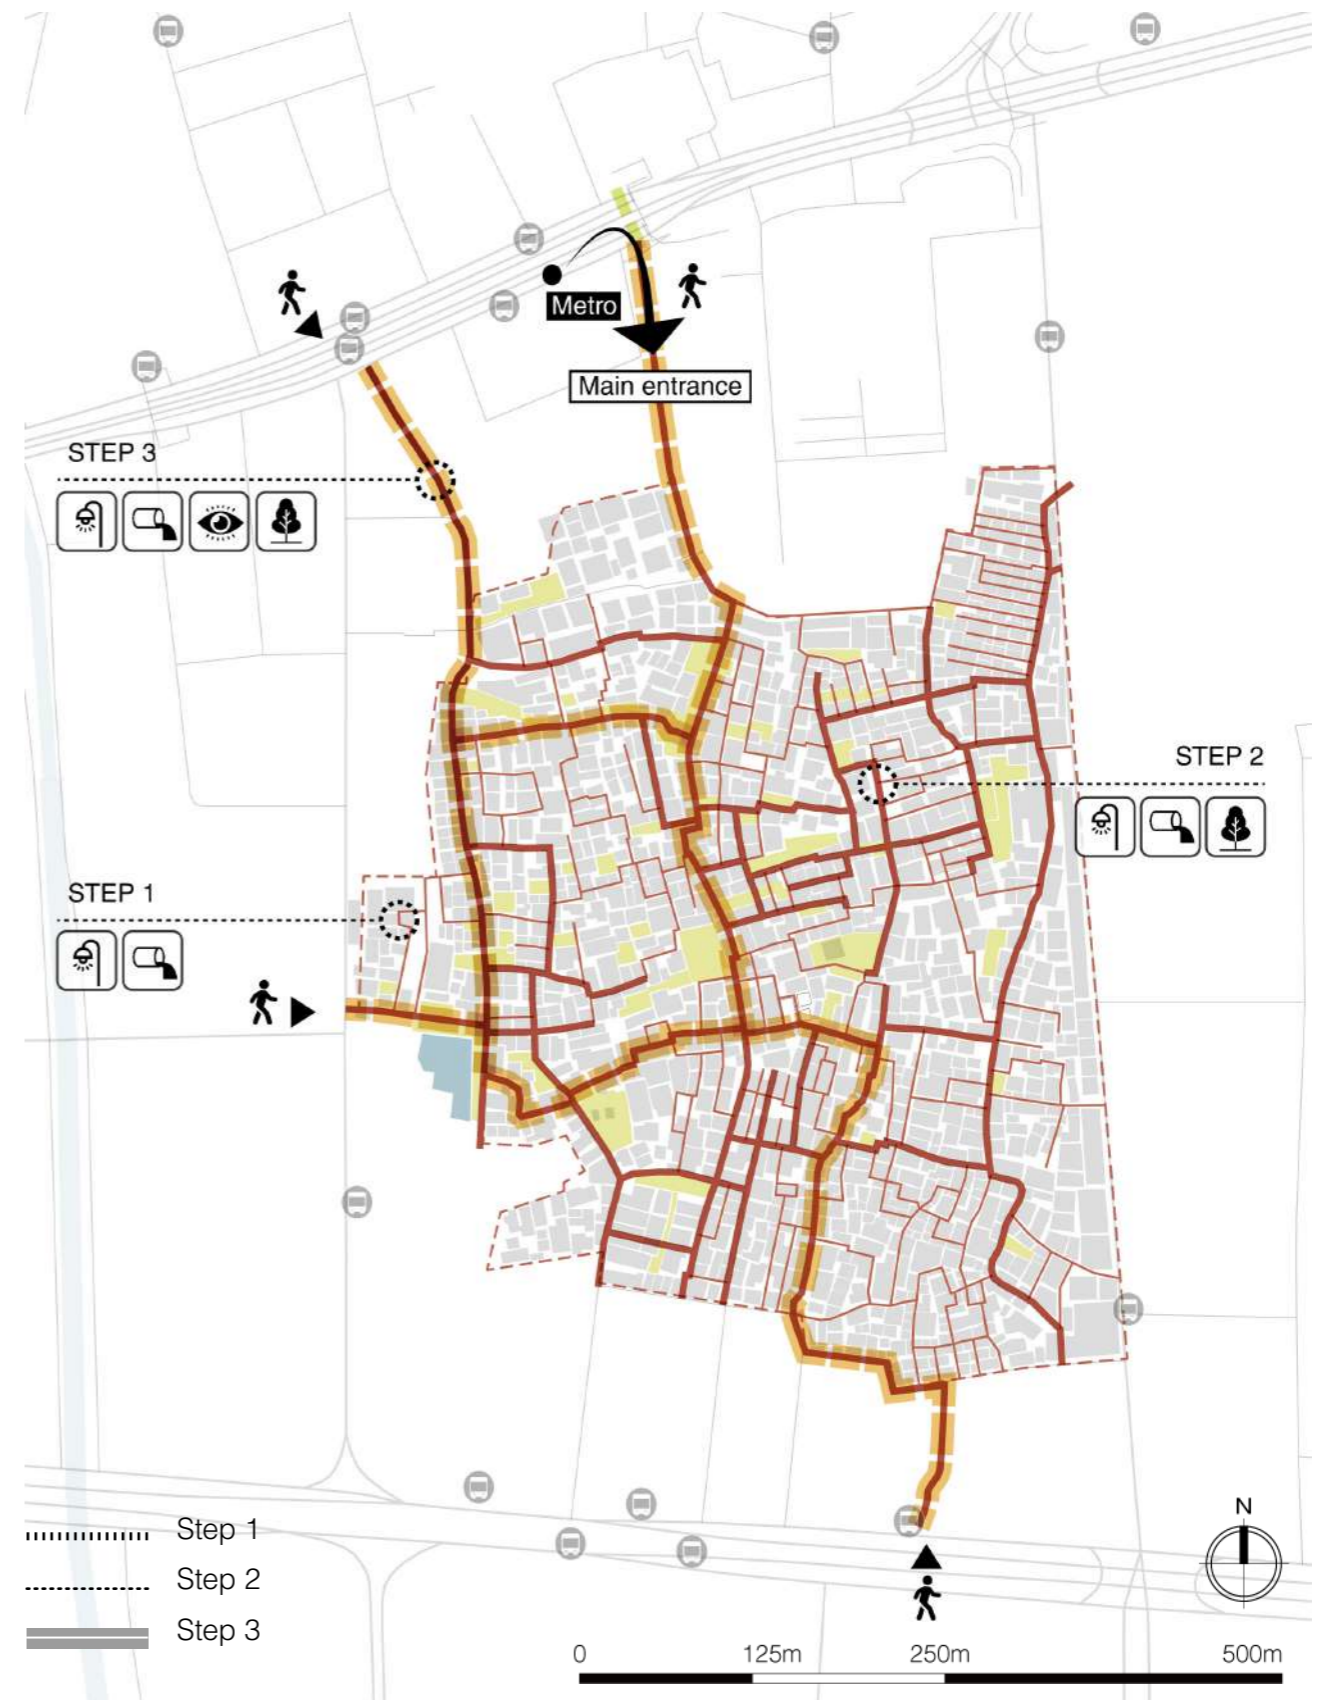 Metro
Main entrance
STEP 3
STEP 2
STEP 1
Step 1
Step 2
Step 3
N
0 125m 250m 500m